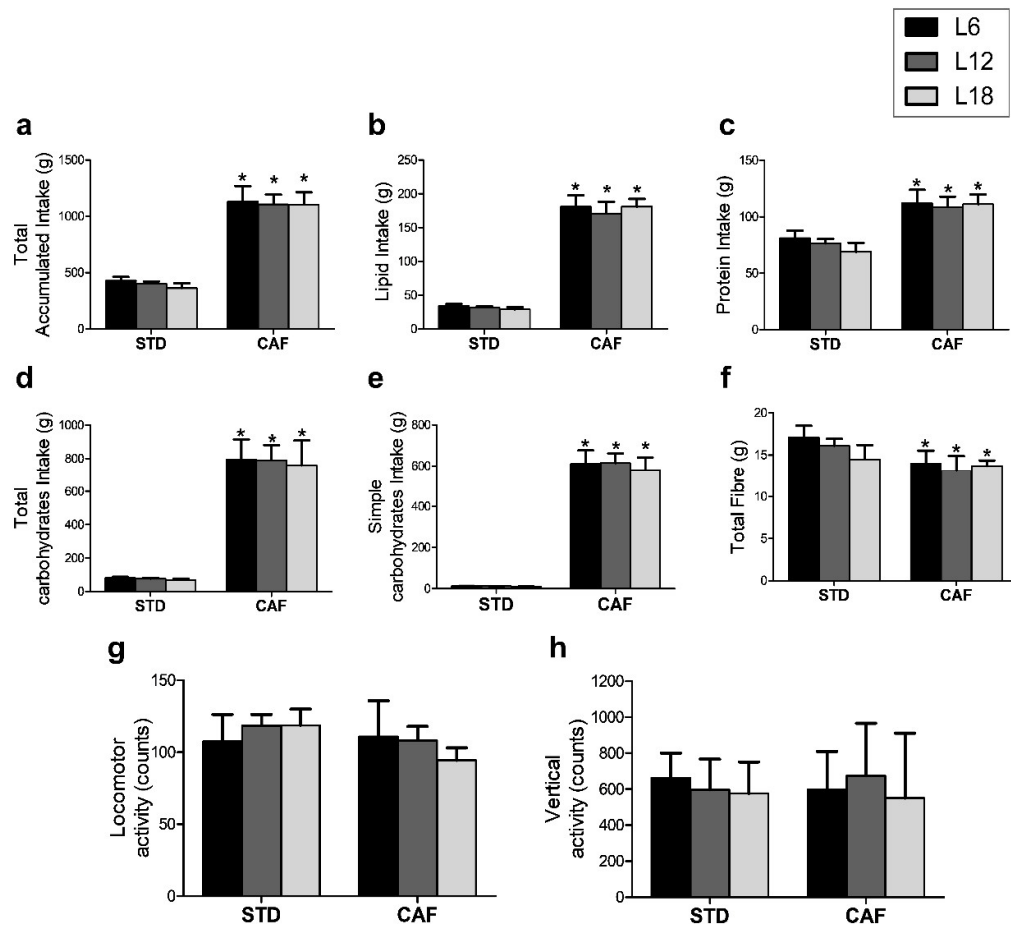 L6
L12
L18
a
Total
Accumulated Intake (g)
1500
1000
500
0
* * *
STD CAF
b
Lipid Intake (g)
250
200
150
100
50
0
* * *
STD CAF
c
Protein Intake (g)
150
100
50
0
* * *
STD CAF
d
Total
carbohydrates Intake (g)
1000
800
600
400
200
0
* * *
STD CAF
e
Simple
carbohydrates Intake (g)
800
600
400
200
0
* * *
STD CAF
f
Total Fibre (g)
20
15
10
5
0
* * *
STD CAF
g
Locomotor
activity (counts)
150
100
50
0
STD CAF
h
Vertical
activity (counts)
1200
1000
800
600
400
200
0
STD CAF